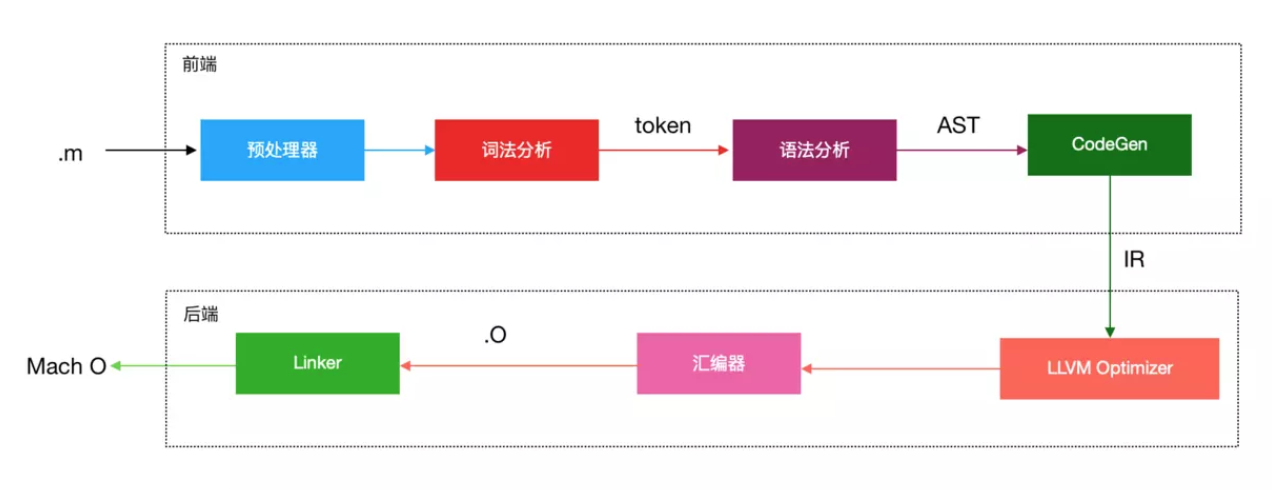 前端
.m
预处理器
词法分析
token
语法分析
AST
CodeGen
IR
后端
LLVM Optimizer
汇编器
.O
Linker
Mach O